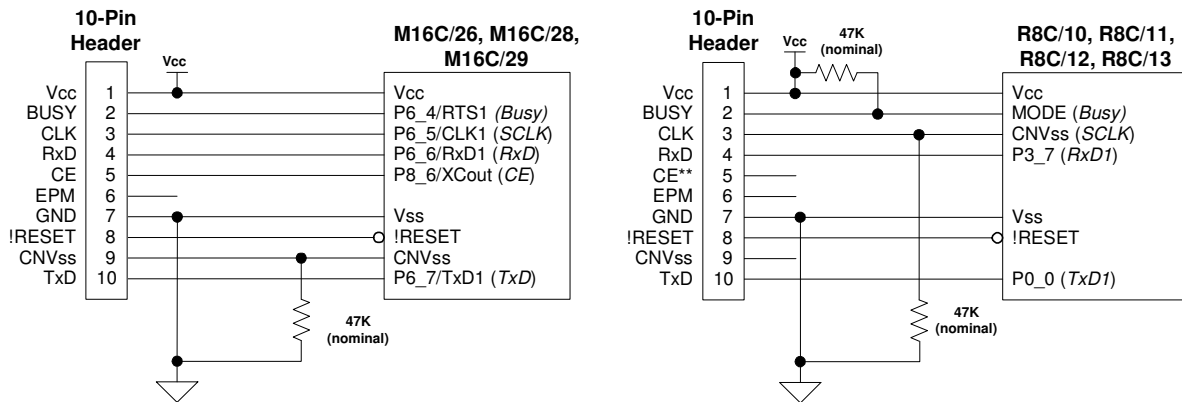 10-Pin
Header
M16C/26, M16C/28,
M16C/29
Vcc
Vcc 1 Vcc
BUSY 2 P6_4/RTS1 (Busy)
CLK 3 P6_5/CLK1 (SCLK)
RxD 4 P6_6/RxD1 (RxD)
CE 5 P8_6/XCout (CE)
EPM 6
GND 7 Vss
!RESET 8 !RESET
CNVss 9 CNVss
TxD 10 P6_7/TxD1 (TxD)
47K
(nominal)
10-Pin
Header
47K
(nominal)
R8C/10, R8C/11,
R8C/12, R8C/13
Vcc
Vcc 1 Vcc
BUSY 2 MODE (Busy)
CLK 3 CNVss (SCLK)
RxD 4 P3_7 (RxD1)
CE** 5
EPM 6
GND 7 Vss
!RESET 8 !RESET
CNVss 9
TxD 10 P0_0 (TxD1)
47K
(nominal)